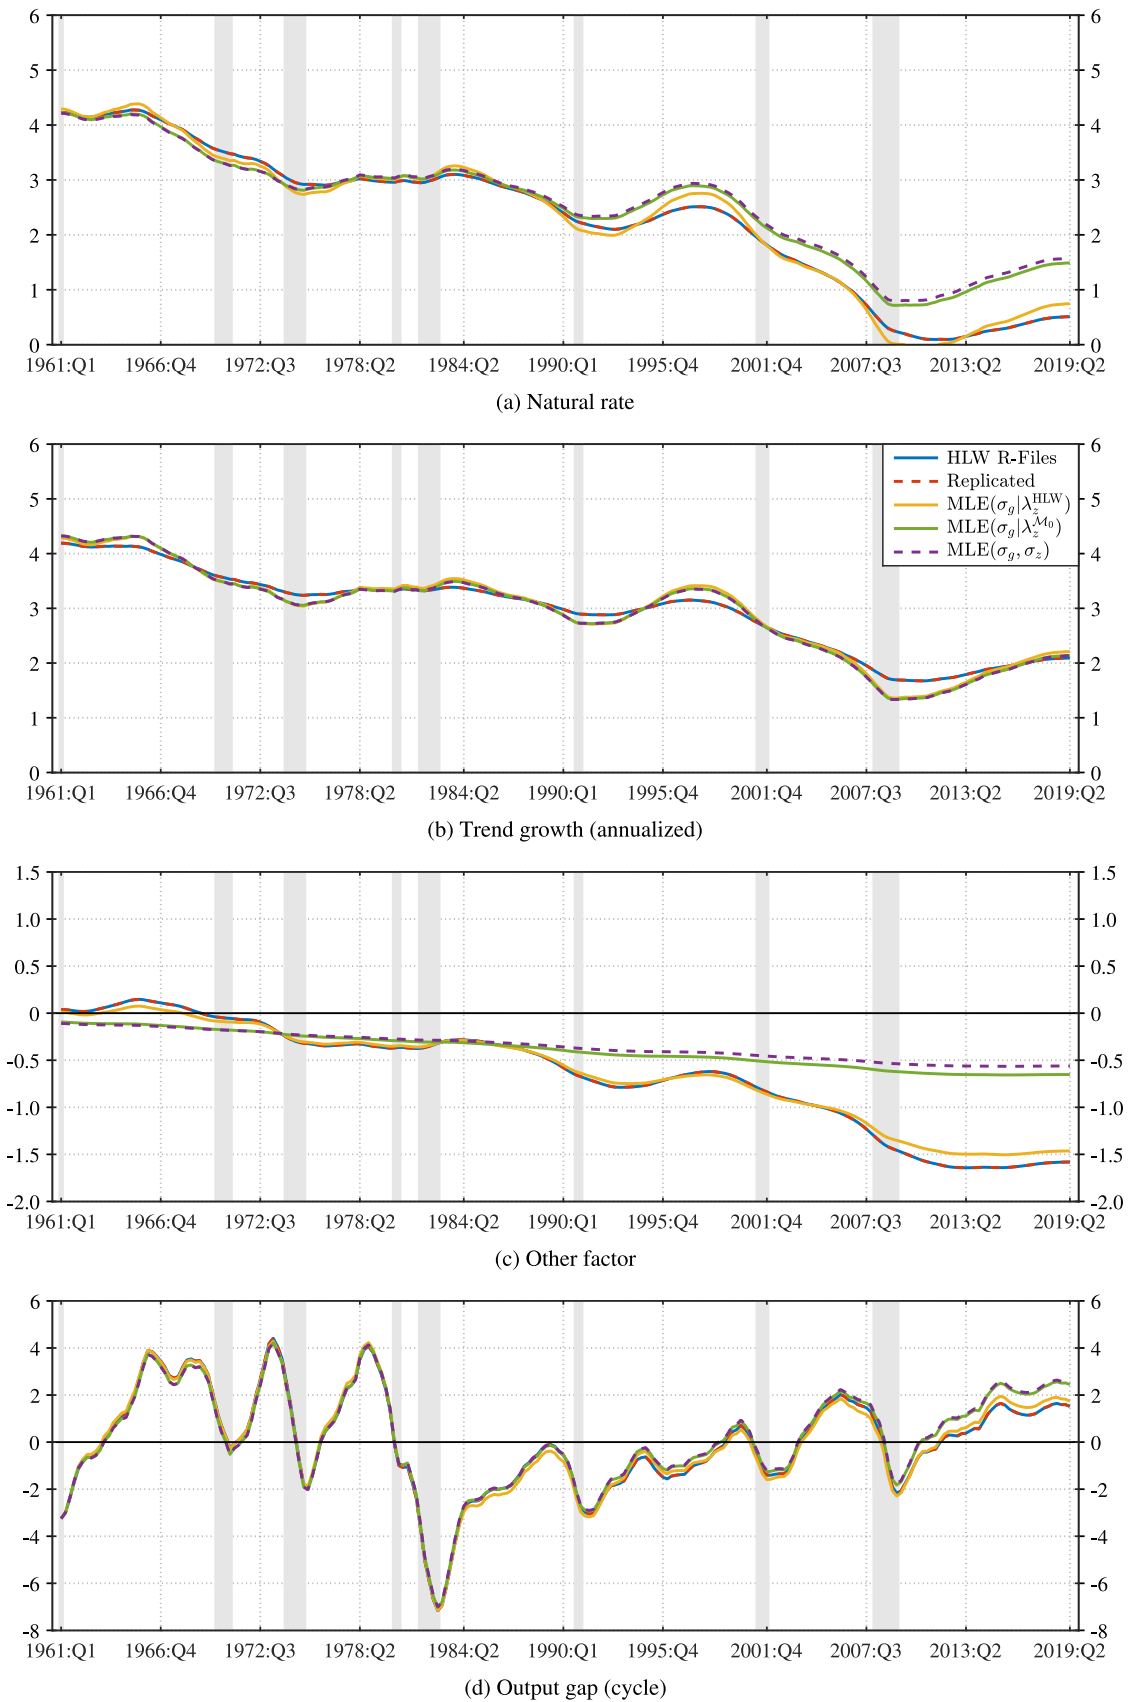 6 6
5 5
4 4
3 3
2 2
1 1
0 0
1961:Q1 1966:Q4 1972:Q3 1978:Q2 1984:Q2 1990:Q1 1995:Q4 2001:Q4 2007:Q3 2013:Q2 2019:Q2
(a) Natural rate
6 6
5 5
4 4
3 3
2 2
1 1
0 0
HLW R-Files
Replicated
MLE(σg|λz^HLW)
MLE(σg|λz^M0)
MLE(σg, σz)
1961:Q1 1966:Q4 1972:Q3 1978:Q2 1984:Q2 1990:Q1 1995:Q4 2001:Q4 2007:Q3 2013:Q2 2019:Q2
(b) Trend growth (annualized)
1.5 1.5
1.0 1.0
0.5 0.5
0 0
-0.5 -0.5
-1.0 -1.0
-1.5 -1.5
-2.0 -2.0
1961:Q1 1966:Q4 1972:Q3 1978:Q2 1984:Q2 1990:Q1 1995:Q4 2001:Q4 2007:Q3 2013:Q2 2019:Q2
(c) Other factor
6 6
4 4
2 2
0 0
-2 -2
-4 -4
-6 -6
-8 -8
1961:Q1 1966:Q4 1972:Q3 1978:Q2 1984:Q2 1990:Q1 1995:Q4 2001:Q4 2007:Q3 2013:Q2 2019:Q2
(d) Output gap (cycle)